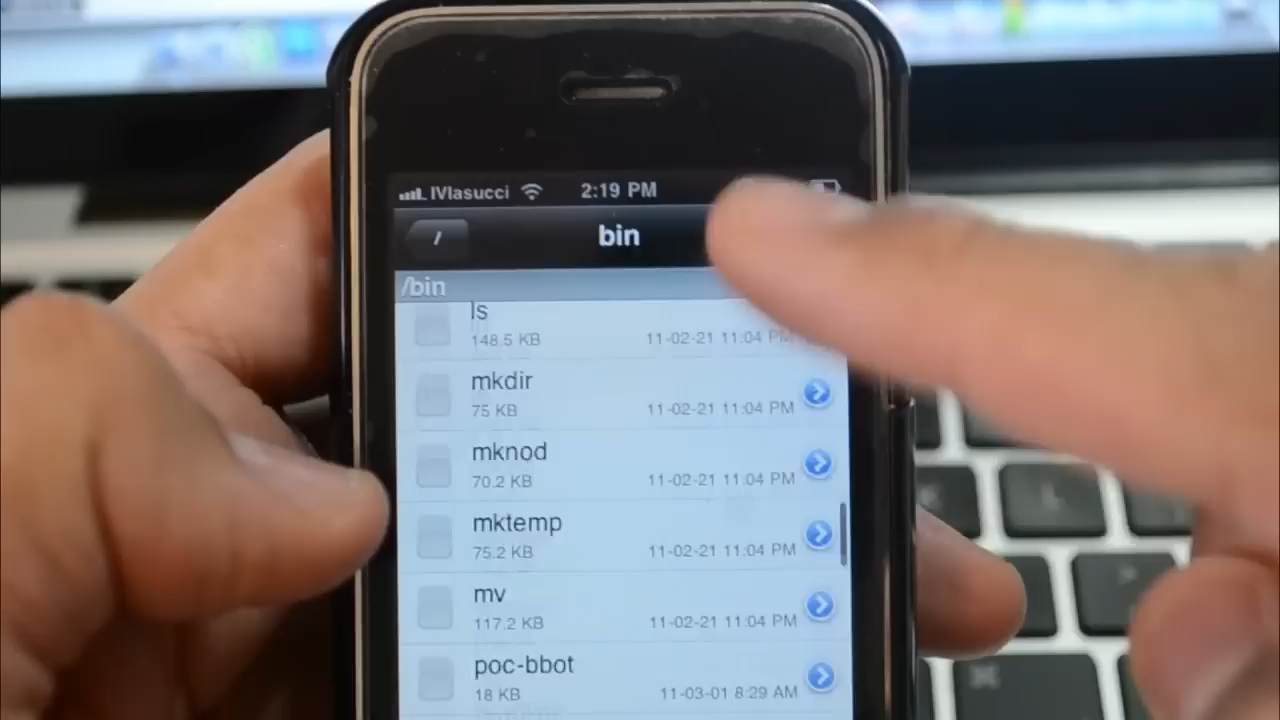 IVIasucci 2:19 PM
/ bin
/bin
ls
148.5 KB 11-02-21 11:04 PM
mkdir
75 KB 11-02-21 11:04 PM
mknod
70.2 KB 11-02-21 11:04 PM
mktemp
75.2 KB 11-02-21 11:04 PM
mv
117.2 KB 11-02-21 11:04 PM
poc-bbot
18 KB 11-03-01 8:29 AM
L